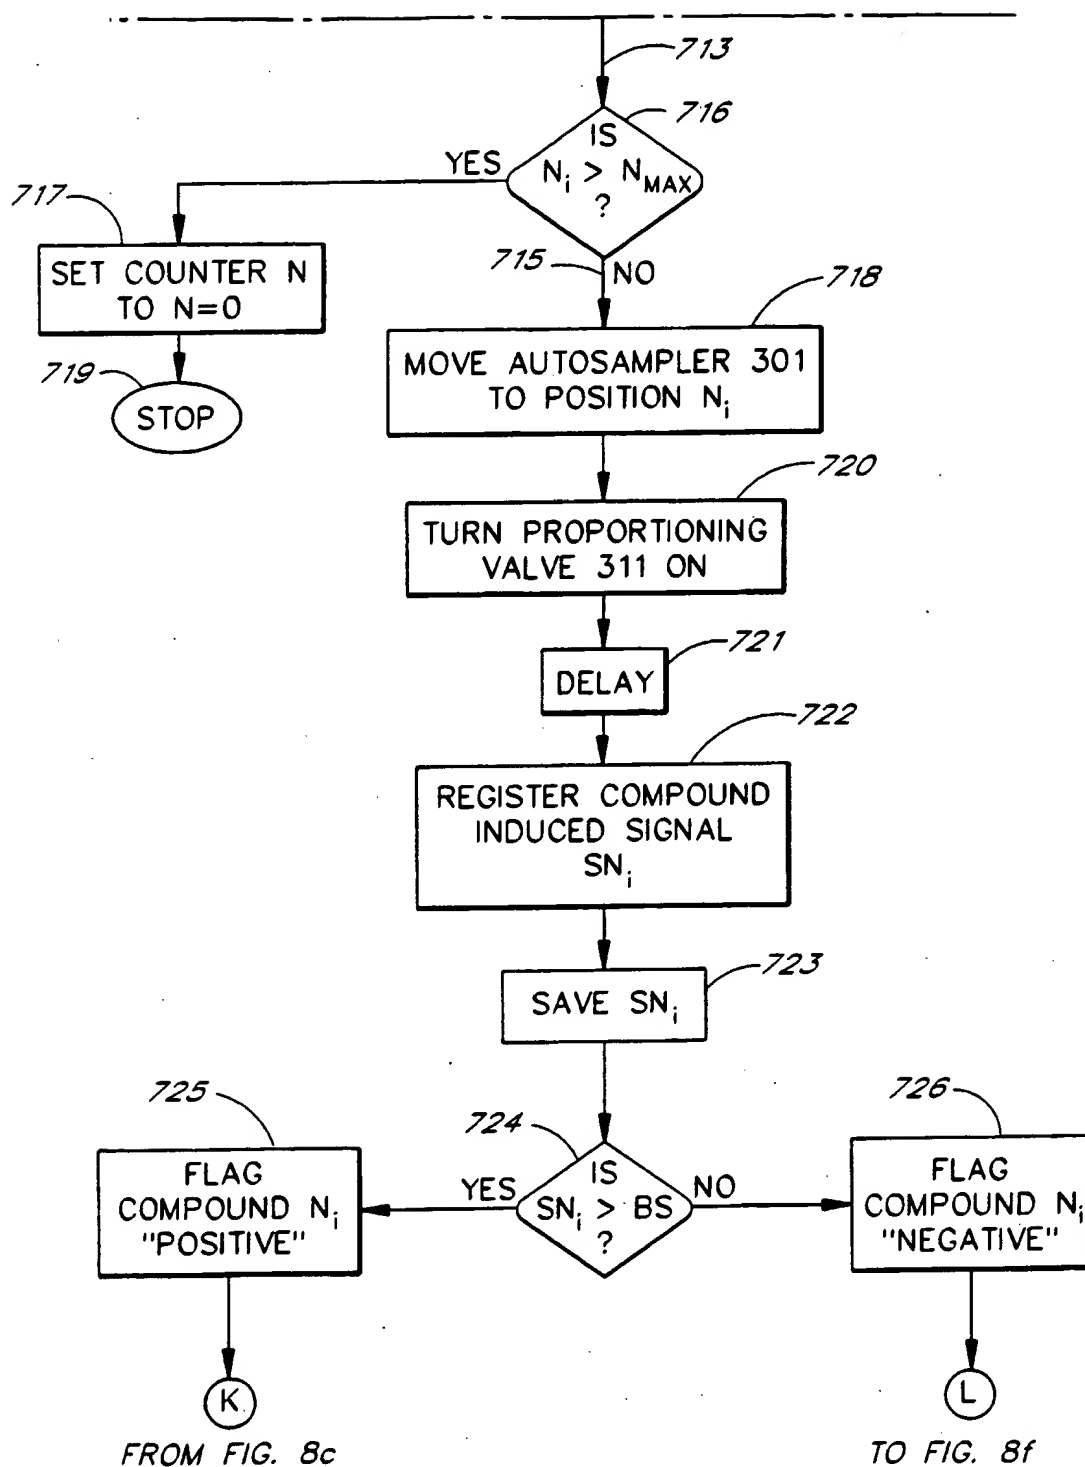 713
716
IS
N_i > N_MAX
?
YES
717
SET COUNTER N
TO N=0
715
NO
718
MOVE AUTOSAMPLER 301
TO POSITION N_i
719
STOP
720
TURN PROPORTIONING
VALVE 311 ON
721
DELAY
722
REGISTER COMPOUND
INDUCED SIGNAL
SN_i
723
SAVE SN_i
725
724
726
IS
SN_i > BS
?
YES
NO
FLAG
COMPOUND N_i
"POSITIVE"
FLAG
COMPOUND N_i
"NEGATIVE"
K
L
FROM FIG. 8c
TO FIG. 8f